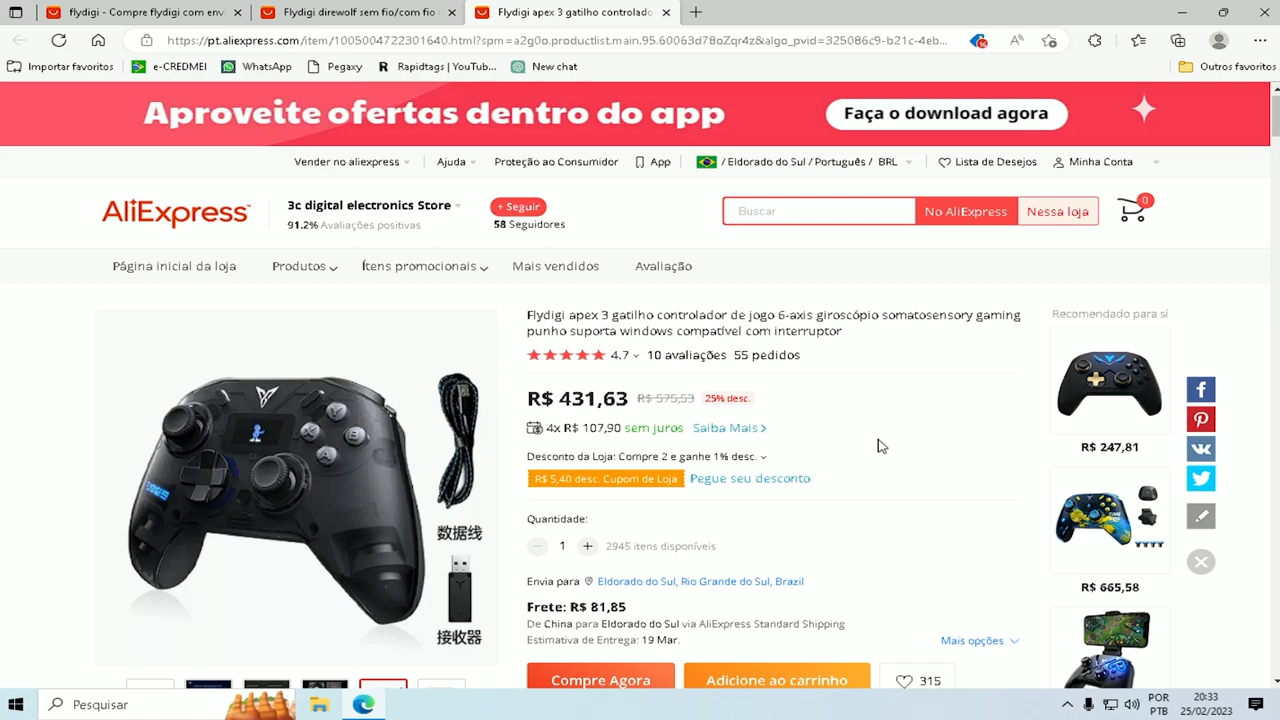 flydigi - Compre flydigi com envi
Flydigi direwolf sem fio/com fio
Flydigi apex 3 gatilho controlado
https://pt.aliexpress.com/item/1005004722301640.html?spm=a2g0o.productlist.main.95.60063d78oZqr4z&algo_pvid=325086c9-b21c-4eb...
16
Importar favoritos
e-CREDMEI
WhatsApp
Pegaxy
Rapidtags | YouTub...
New chat
Outros favoritos
Aproveite ofertas dentro do app
Faça o download agora
Vender no aliexpress
Ajuda
Proteção ao Consumidor
App
/ Eldorado do Sul / Português / BRL
Lista de Desejos
Minha Conta
AliExpress
3c digital electronics Store
91.2% Avaliações positivas
+ Seguir
58 Seguidores
Buscar
No AliExpress
Nessa loja
0
Página inicial da loja
Produtos
Ítens promocionais
Mais vendidos
Avaliação
Flydigi apex 3 gatilho controlador de jogo 6-axis giroscópio somatosensory gaming
punho suporta windows compatível com interruptor
4.7
10 avaliações
55 pedidos
R$ 431,63
R$ 575,53
25% desc.
4x R$ 107,90 sem juros
Saiba Mais
Desconto da Loja: Compre 2 e ganhe 1% desc.
R$ 5,40 desc. Cupom de Loja
Pegue seu desconto
Quantidade:
1
2945 itens disponíveis
Envia para
Eldorado do Sul, Rio Grande do Sul, Brazil
Frete: R$ 81,85
De China para Eldorado do Sul via AliExpress Standard Shipping
Estimativa de Entrega: 19 Mar.
Mais opções
Compre Agora
Adicione ao carrinho
315
Y
X
B
A
数据线
接收器
Recomendado para si
R$ 247,81
R$ 665,58
Pesquisar
POR
PTB
20:33
25/02/2023